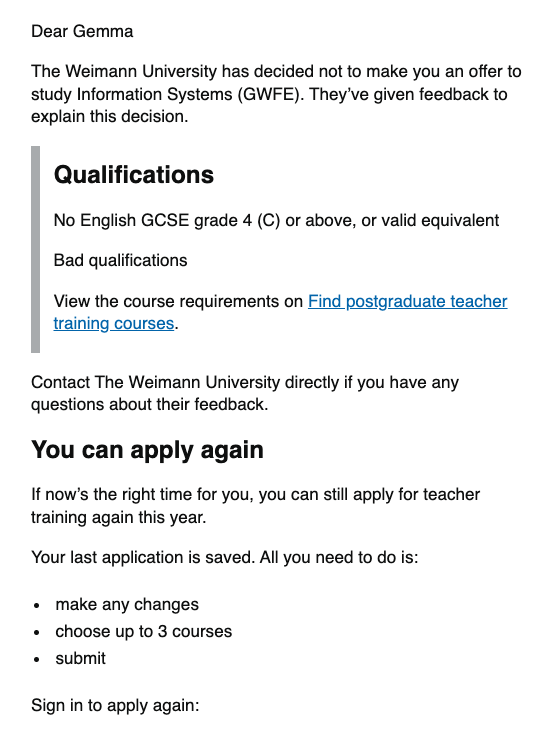 Dear Gemma
The Weimann University has decided not to make you an offer to
study Information Systems (GWFE). They’ve given feedback to
explain this decision.
Qualifications
No English GCSE grade 4 (C) or above, or valid equivalent
Bad qualifications
View the course requirements on Find postgraduate teacher
training courses.
Contact The Weimann University directly if you have any
questions about their feedback.
You can apply again
If now’s the right time for you, you can still apply for teacher
training again this year.
Your last application is saved. All you need to do is:
• make any changes
• choose up to 3 courses
• submit
Sign in to apply again: